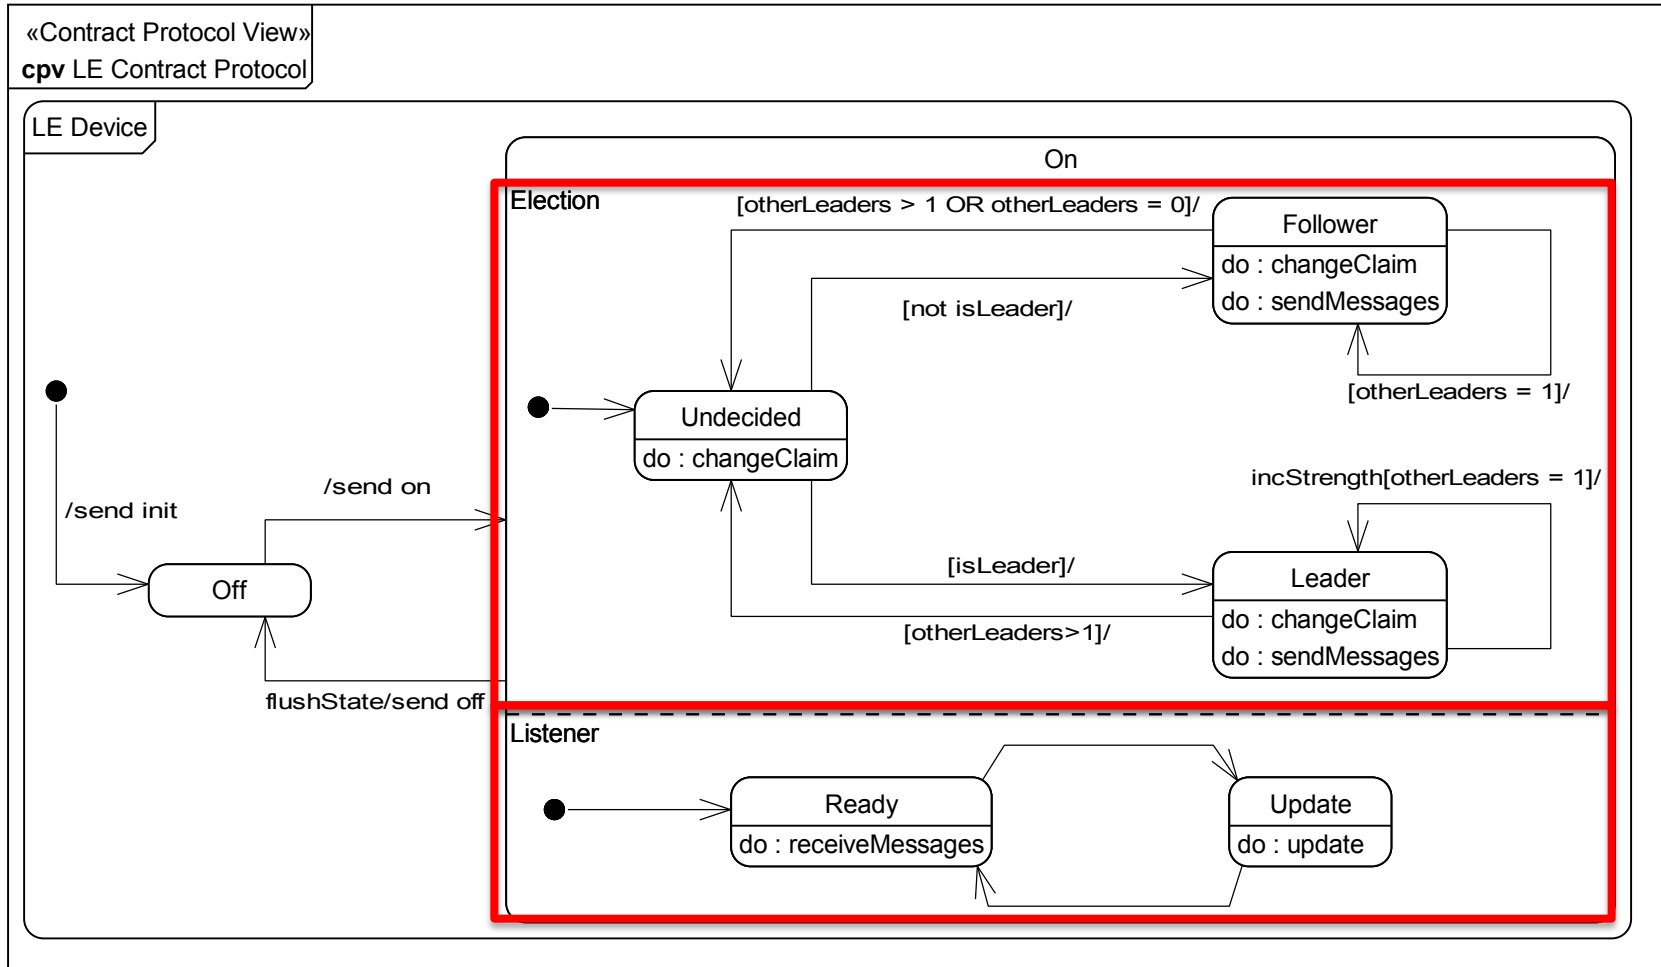 «Contract Protocol View»
cpv LE Contract Protocol
LE Device
On
Election
[otherLeaders > 1 OR otherLeaders = 0]/
Follower
do : changeClaim
do : sendMessages
[not isLeader]/
[otherLeaders = 1]/
Undecided
do : changeClaim
incStrength[otherLeaders = 1]/
/send on
/send init
[isLeader]/
Leader
do : changeClaim
do : sendMessages
Off
[otherLeaders>1]/
flushState/send off
Listener
Ready
do : receiveMessages
Update
do : update